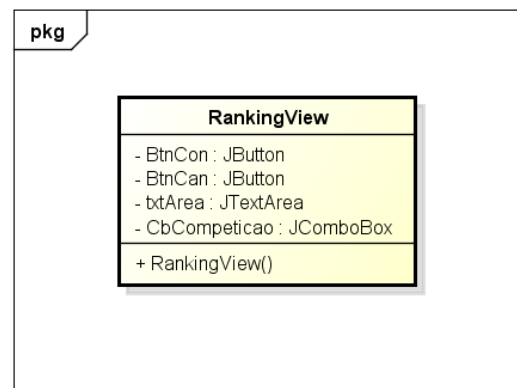 pkg
RankingView
- BtnCon : JButton
- BtnCan : JButton
- txtArea : JTextArea
- CbCompeticao : JComboBox
+ RankingView()